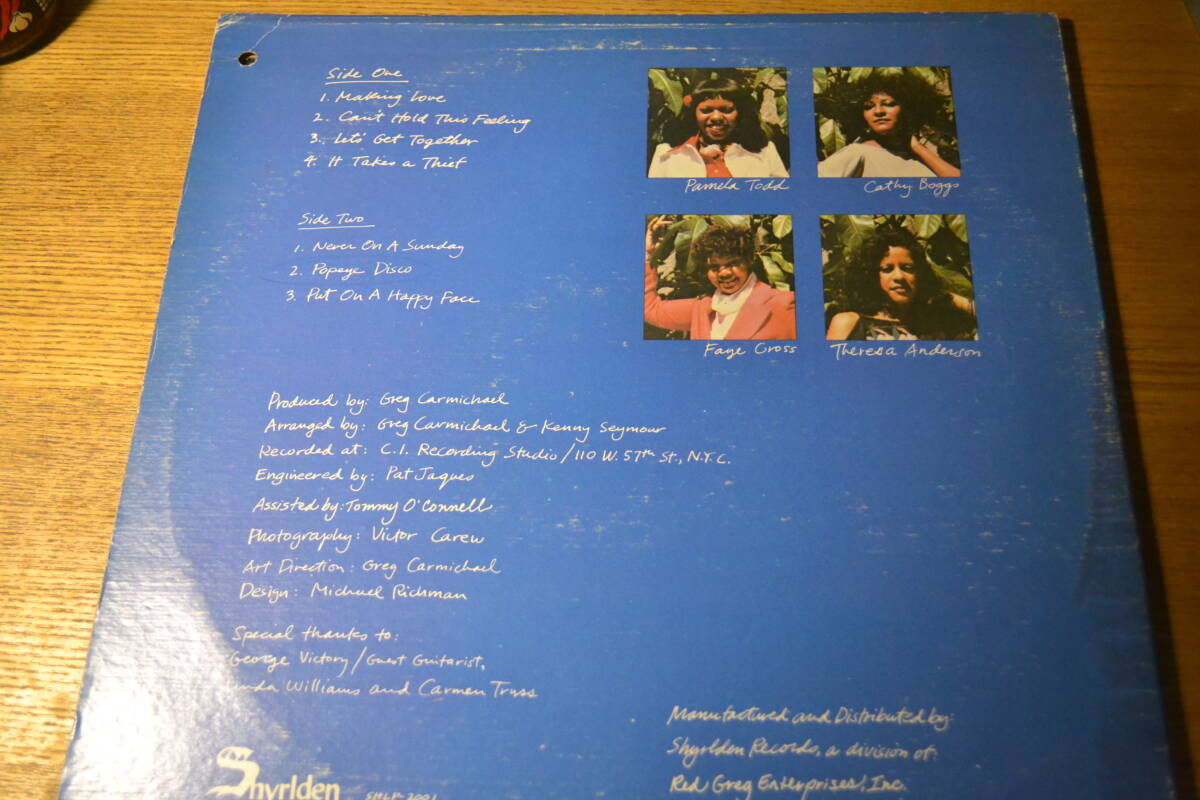 Side One
1. Making Love
2. Can't Hold This Feeling
3. Let's Get Together
4. It Takes a Thief
Side Two
1. Never On A Sunday
2. Popeye Disco
3. Put On A Happy Face
Pamela Todd
Cathy Boggs
Faye Cross
Theresa Anderson
Produced by: Greg Carmichael
Arranged by: Greg Carmichael & Kenny Seymour
Recorded at: C.I. Recording Studio/110 W. 57th St., N.Y.C.
Engineered by: Pat Jaques
Assisted by: Tommy O'Connell
Photography: Victor Carew
Art Direction: Greg Carmichael
Design: Michael Richman
Special thanks to:
George Victory/Guest Guitarist,
Linda Williams and Carmen Truss
Manufactured and Distributed by:
Shyrlden Records, a division of:
Red Greg Enterprises, Inc.
Shyrlden
SHLP-2001